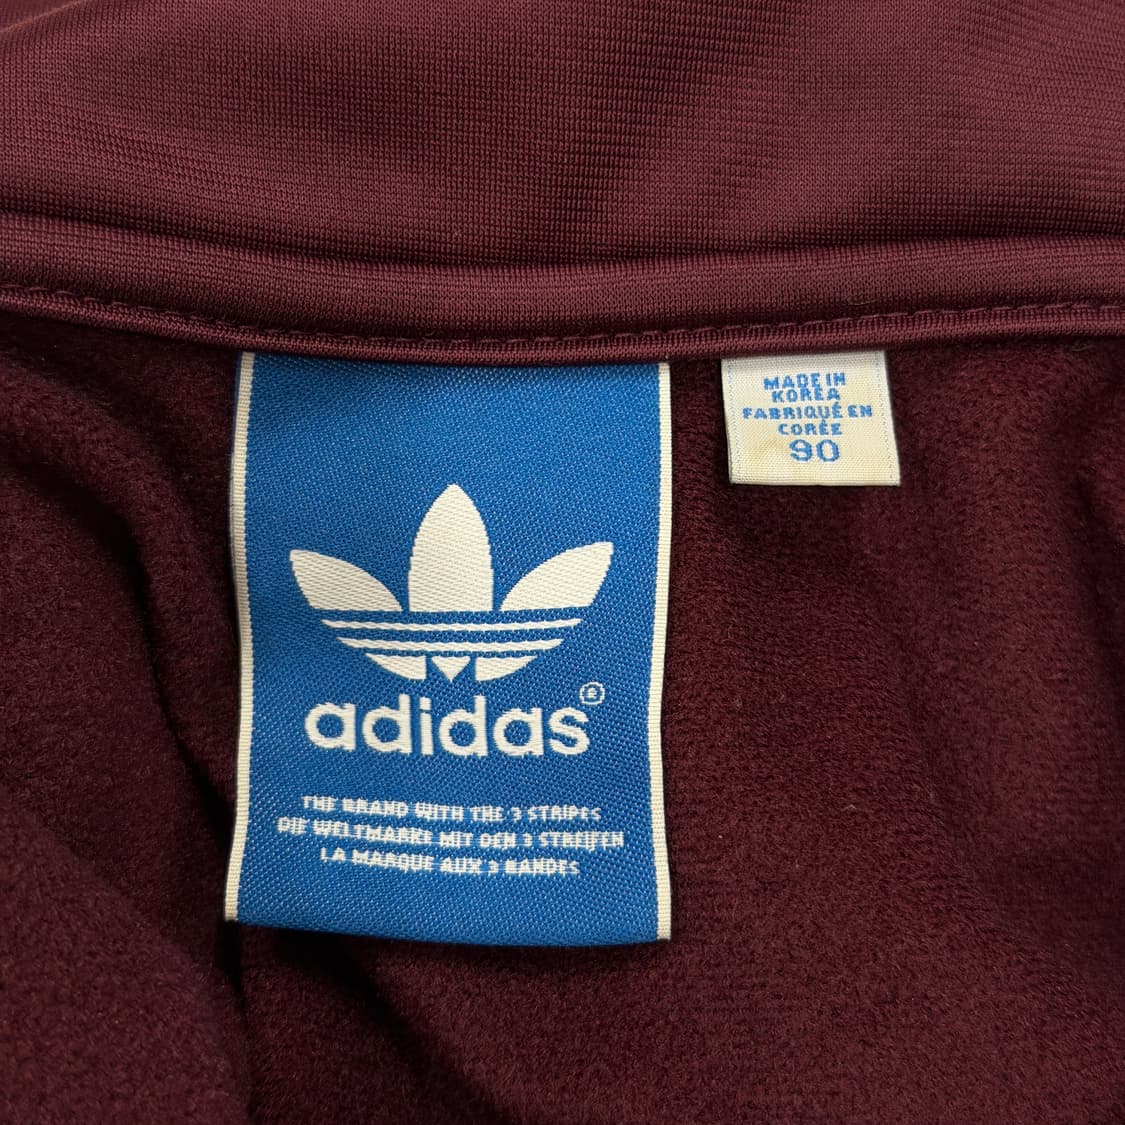 adidas®
THE BRAND WITH THE 3 STRIPES
DIE WELTMARKE MIT DEN 3 STREIFEN
LA MARQUE AUX 3 BANDES
MADE IN
KOREA
FABRIQUÉ EN
CORÉE
90